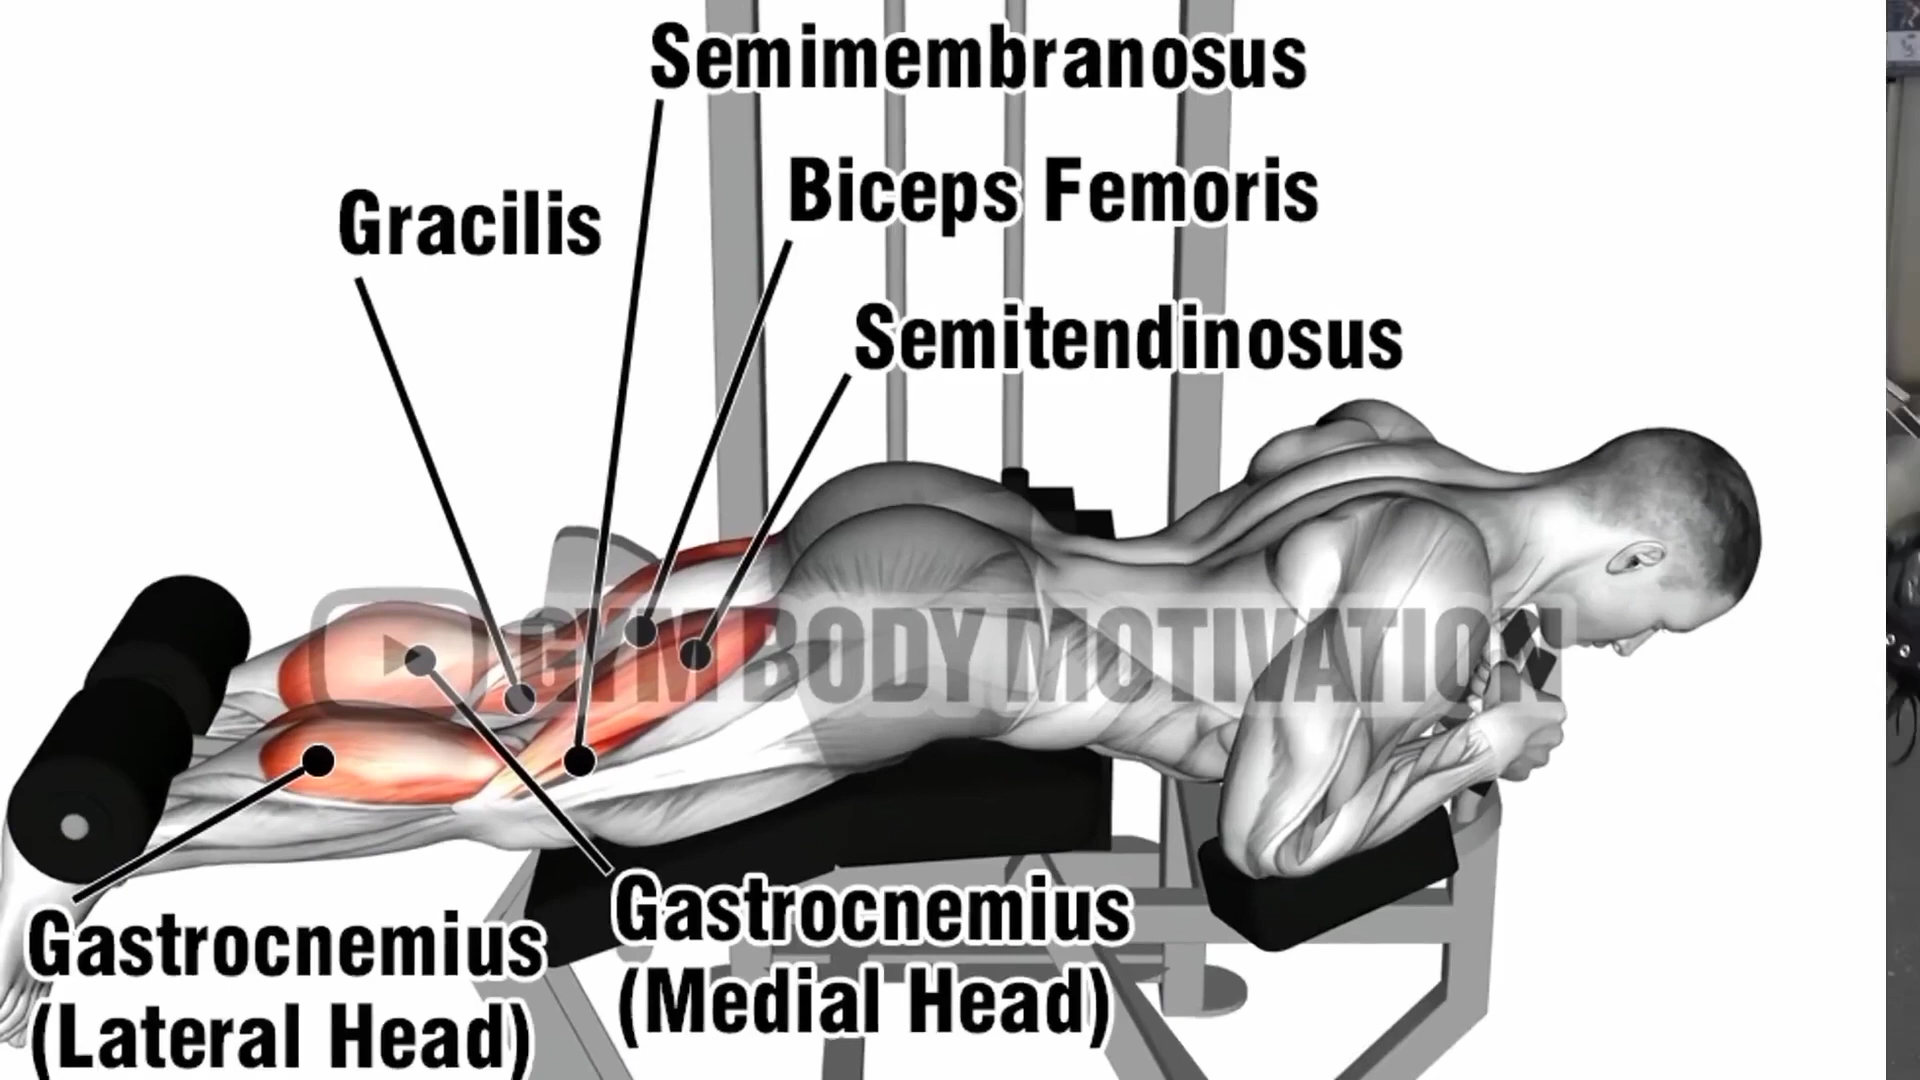 Semimembranosus
Biceps Femoris
Gracilis
Semitendinosus
GYM BODY MOTIVATION
Gastrocnemius
(Lateral Head)
Gastrocnemius
(Medial Head)